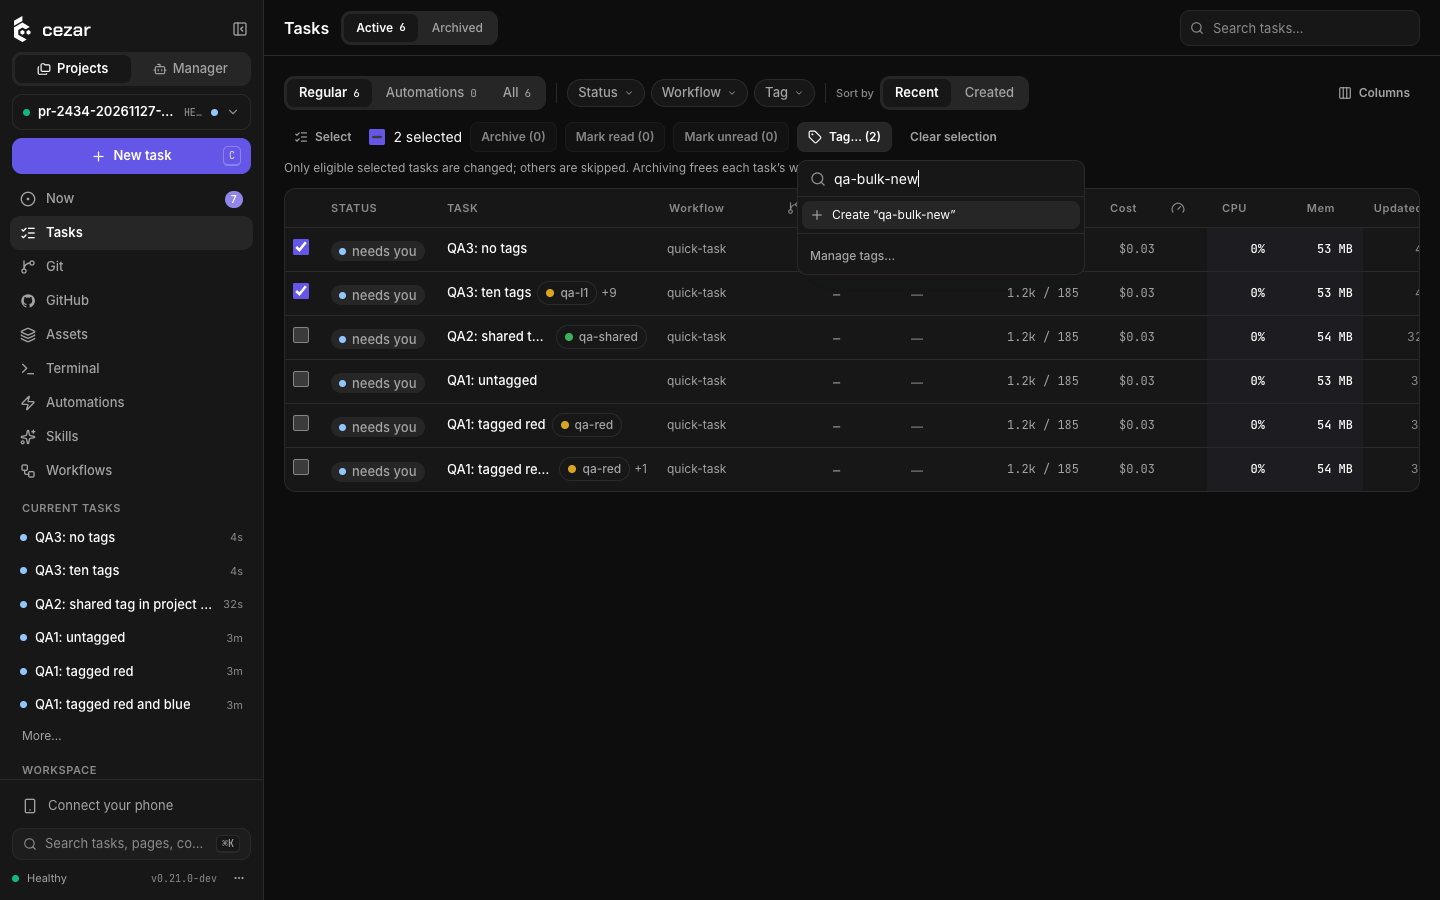 cezar
Projects
Manager
pr-2434-20261127-...
HE...
New task
C
Now
7
Tasks
Git
GitHub
Assets
Terminal
Automations
Skills
Workflows
CURRENT TASKS
QA3: no tags 4s
QA3: ten tags 4s
QA2: shared tag in project ... 32s
QA1: untagged 3m
QA1: tagged red 3m
QA1: tagged red and blue 3m
More...
WORKSPACE
Connect your phone
Search tasks, pages, co... ⌘K
Healthy v0.21.0-dev ...
Tasks
Active 6 Archived
Search tasks...
Regular 6 Automations 0 All 6
Status Workflow Tag
Sort by Recent Created
Columns
Select 2 selected Archive (0) Mark read (0) Mark unread (0) Tag... (2) Clear selection
Only eligible selected tasks are changed; others are skipped. Archiving frees each task's w
qa-bulk-new
Create “qa-bulk-new”
Manage tags...
STATUS TASK Workflow Cost CPU Mem Updated
needs you QA3: no tags quick-task $0.03 0% 53 MB 4
needs you QA3: ten tags qa-l1 +9 quick-task – — 1.2k / 185 $0.03 0% 53 MB 4
needs you QA2: shared t... qa-shared quick-task – — 1.2k / 185 $0.03 0% 54 MB 32
needs you QA1: untagged quick-task – — 1.2k / 185 $0.03 0% 53 MB 3
needs you QA1: tagged red qa-red quick-task – — 1.2k / 185 $0.03 0% 54 MB 3
needs you QA1: tagged re... qa-red +1 quick-task – — 1.2k / 185 $0.03 0% 54 MB 3